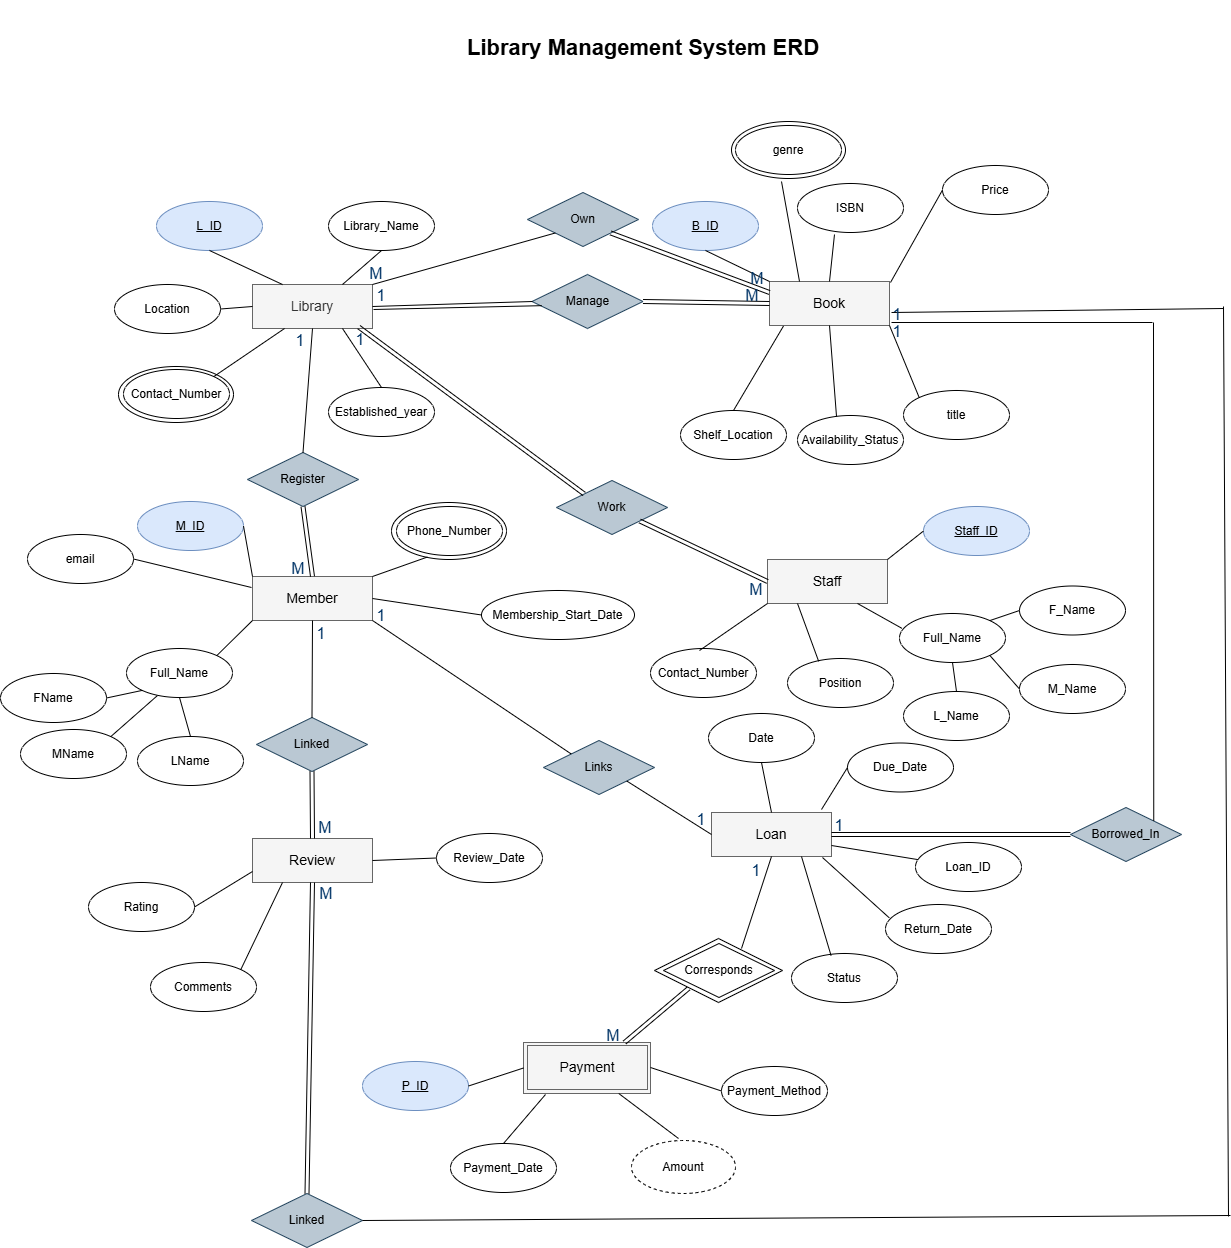 Library Management System ERD
genre
Price
ISBN
L_ID
Library_Name
Own
B_ID
M
M
Location
Library
1
Manage
M
Book
1
1
1
1
Contact_Number
Established_year
title
Shelf_Location
Availability_Status
Register
Work
M_ID
Phone_Number
Staff_ID
email
M
Member
Staff
M
1
1
Membership_Start_Date
F_Name
Full_Name
Full_Name
Contact_Number
Position
M_Name
FName
L_Name
MName
LName
Linked
Date
Links
Due_Date
M
1
Loan
1
Borrowed_In
Review
Review_Date
M
1
Loan_ID
Rating
Return_Date
Comments
Corresponds
Status
M
Payment
P_ID
Payment_Method
Payment_Date
Amount
Linked